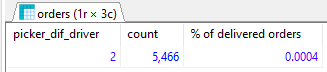 orders (1r × 3c)
picker_dif_driver count % of delivered orders
2 5,466 0.0004